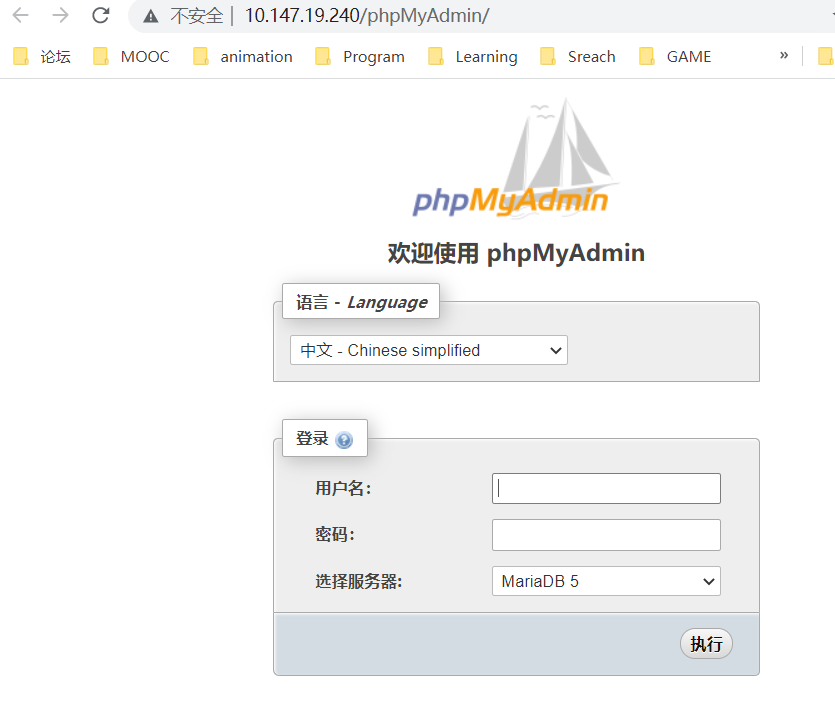 不安全 | 10.147.19.240/phpMyAdmin/
论坛 MOOC animation Program Learning Sreach GAME »
phpMyAdmin
欢迎使用 phpMyAdmin
语言 - Language
中文 - Chinese simplified
登录
用户名:
密码:
选择服务器: MariaDB 5
执行